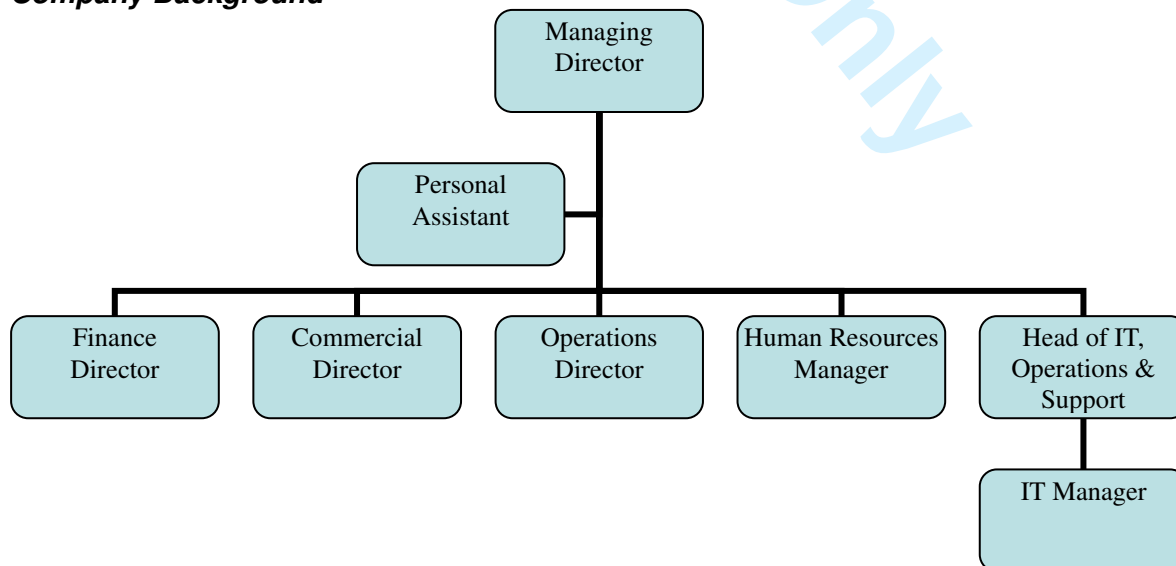 Company Background
Managing
Director
only
Personal
Assistant
Finance
Director
Commercial
Director
Operations
Director
Human Resources
Manager
Head of IT,
Operations &
Support
IT Manager